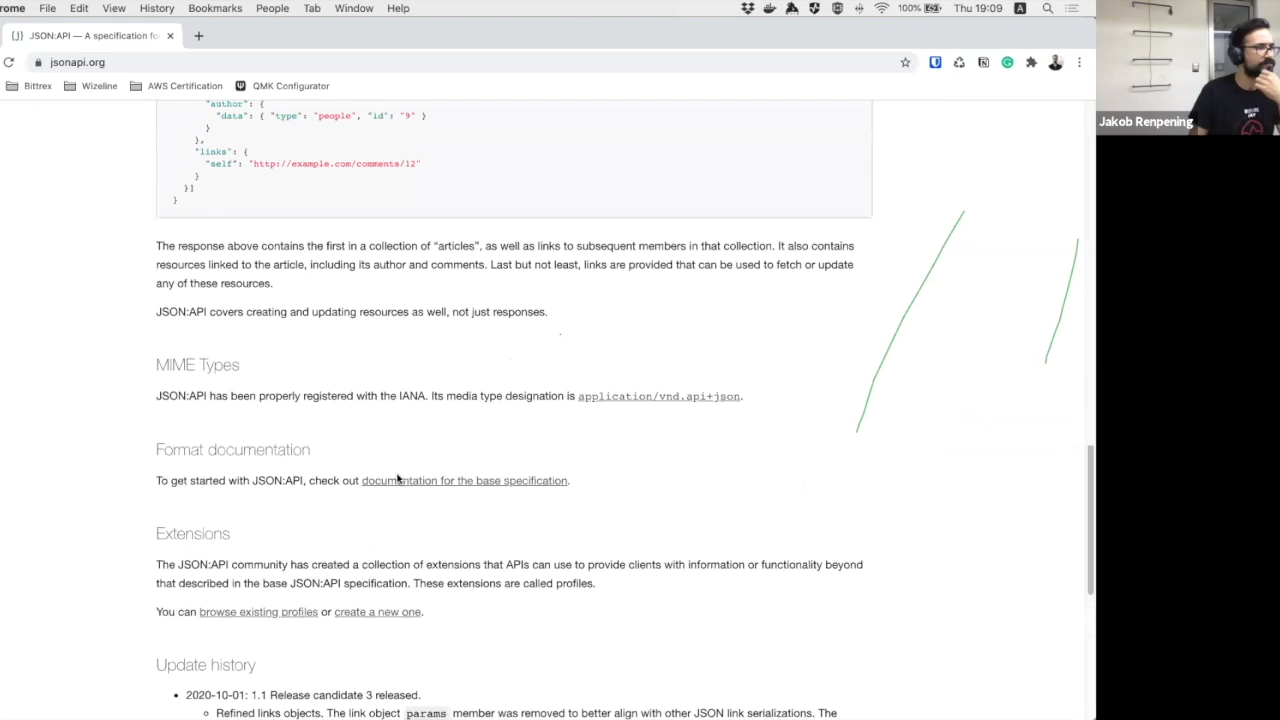 rome File Edit View History Bookmarks People Tab Window Help 100% Thu 19:09 A
{;} JSON:API — A specification fo
jsonapi.org
Bittrex Wizeline AWS Certification QMK Configurator
Jakob Renpening
"author": {
"data": { "type": "people", "id": "9" }
}
},
"links": {
"self": "http://example.com/comments/12"
}
}]
}
The response above contains the first in a collection of “articles”, as well as links to subsequent members in that collection. It also contains
resources linked to the article, including its author and comments. Last but not least, links are provided that can be used to fetch or update
any of these resources.
JSON:API covers creating and updating resources as well, not just responses.
MIME Types
JSON:API has been properly registered with the IANA. Its media type designation is application/vnd.api+json.
Format documentation
To get started with JSON:API, check out documentation for the base specification.
Extensions
The JSON:API community has created a collection of extensions that APIs can use to provide clients with information or functionality beyond
that described in the base JSON:API specification. These extensions are called profiles.
You can browse existing profiles or create a new one.
Update history
• 2020-10-01: 1.1 Release candidate 3 released.
Refined links objects. The link object params member was removed to better align with other JSON link serializations. The